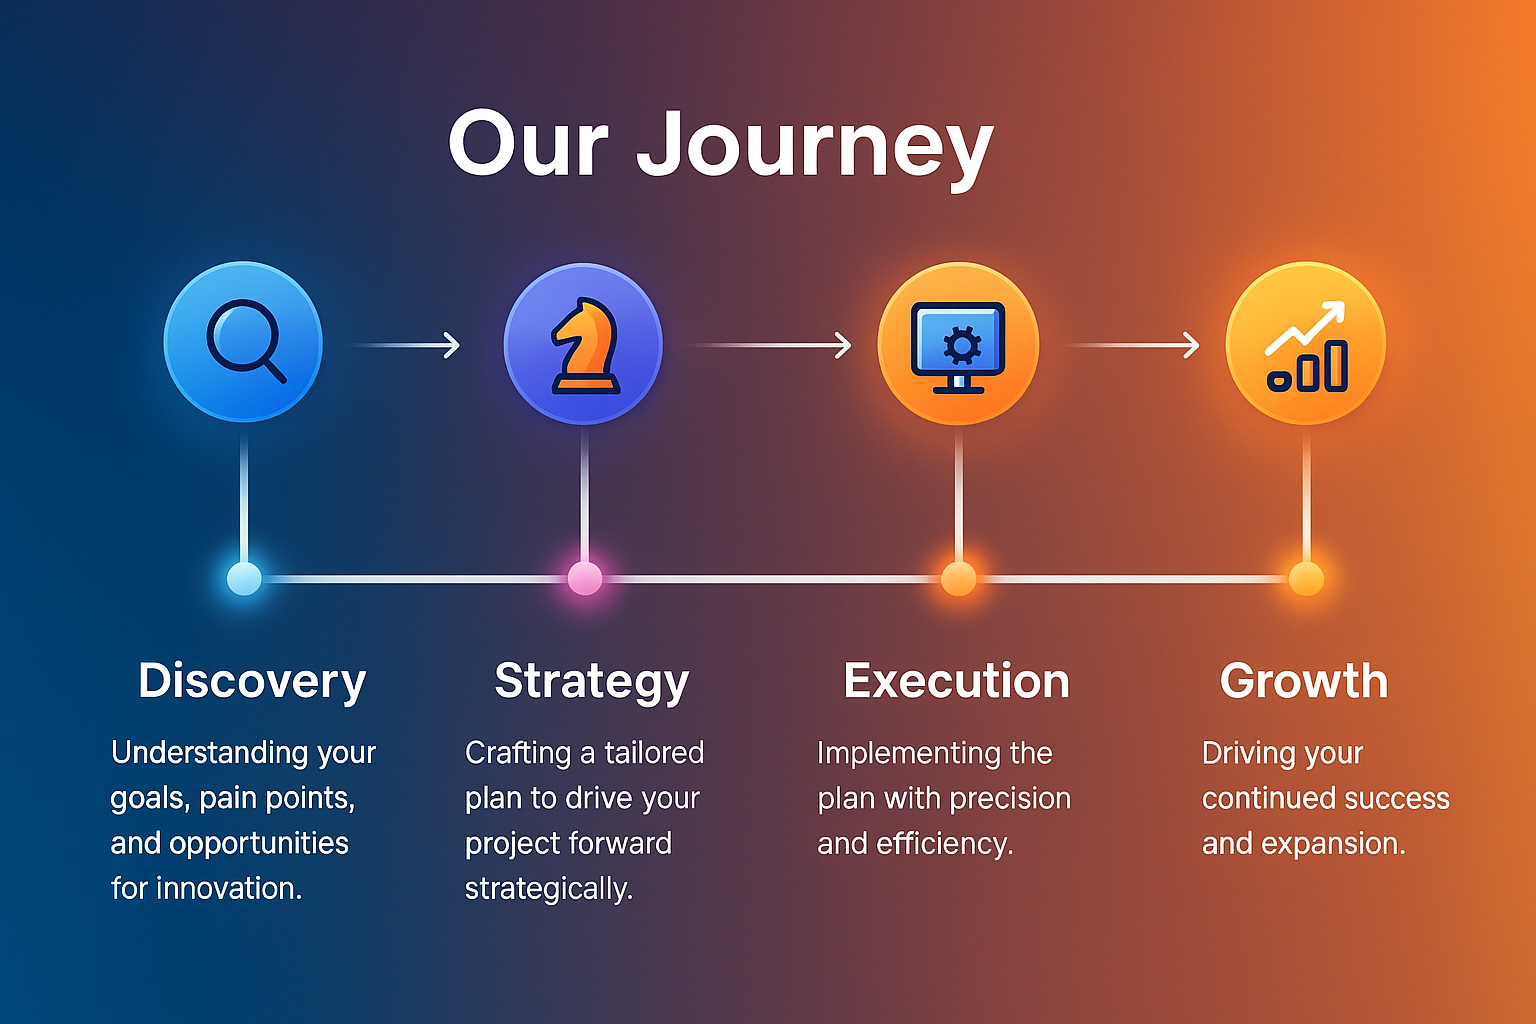 Our Journey
Discovery
Understanding your
goals, pain points,
and opportunities
for innovation.
Strategy
Crafting a tailored
plan to drive your
project forward
strategically.
Execution
Implementing the
plan with precision
and efficiency.
Growth
Driving your
continued success
and expansion.